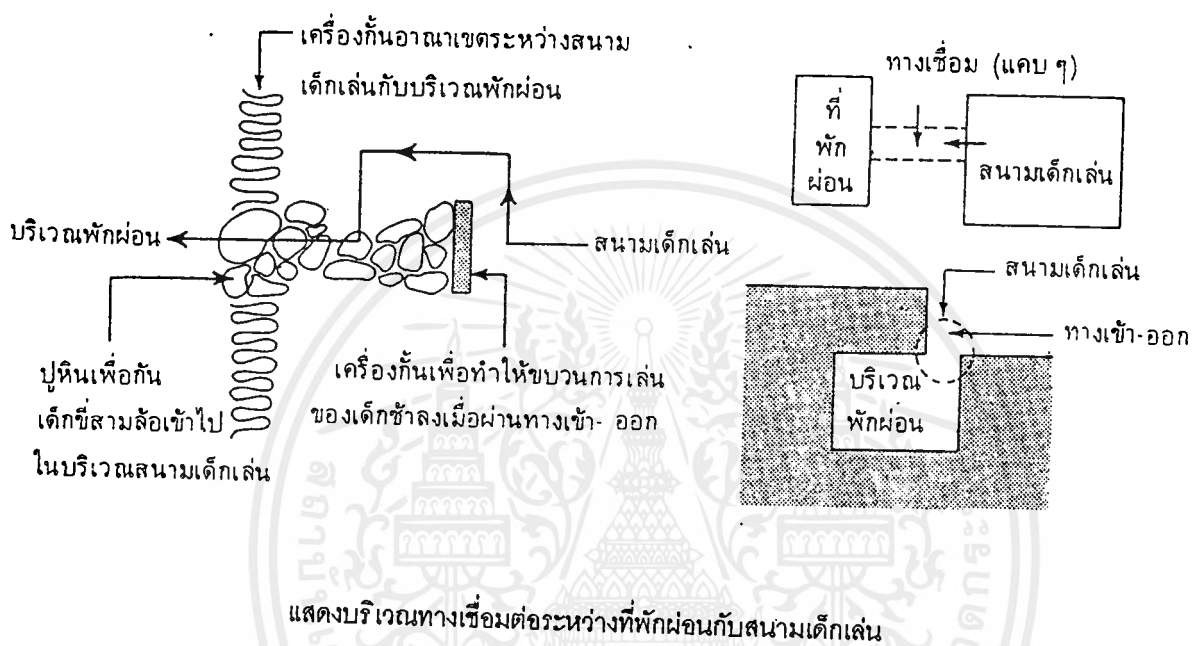 เครื่องกั้นอาณาเขตระหว่างสนาม
เด็กเล่นกับบริเวณพักผ่อน
บริเวณพักผ่อน
สนามเด็กเล่น
ปูหินเพื่อกัน
เด็กขี่สามล้อเข้าไป
ในบริเวณสนามเด็กเล่น
เครื่องกั้นเพื่อทำให้ขบวนการเล่น
ของเด็กช้าลงเมื่อผ่านทางเข้า- ออก
ทางเชื่อม (แคบ ๆ)
ที่
พัก
ผ่อน
สนามเด็กเล่น
สนามเด็กเล่น
ทางเข้า-ออก
บริเวณ
พักผ่อน
แสดงบริเวณทางเชื่อมต่อระหว่างที่พักผ่อนกับสนามเด็กเล่น